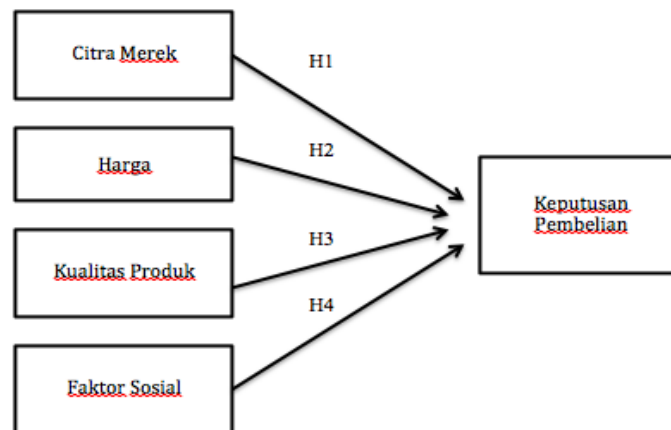 Citra Merek
H1
Harga
H2
Kualitas Produk
H3
Faktor Sosial
H4
Keputusan
Pembelian